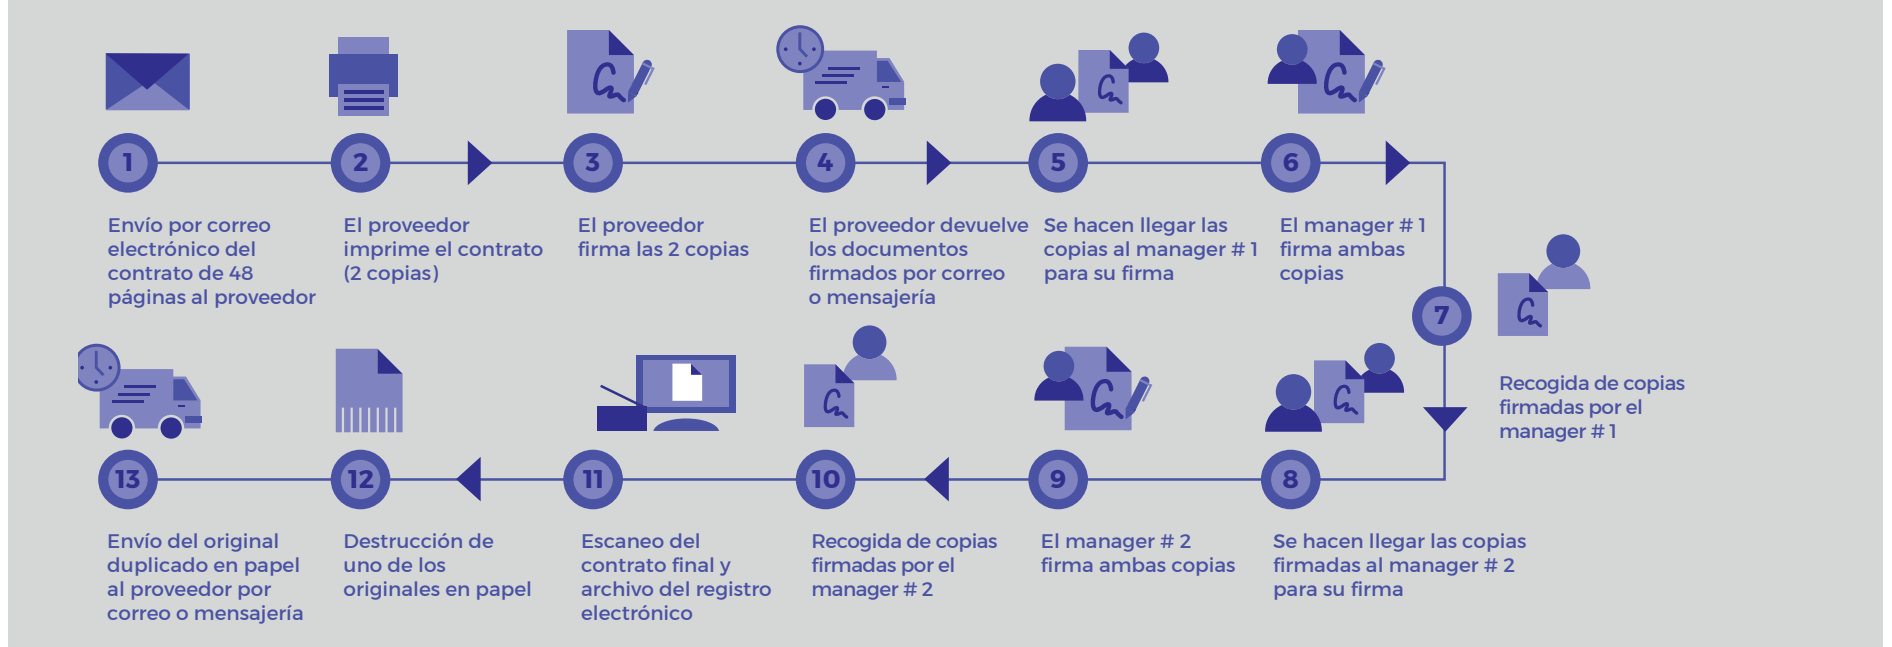 1
Envío por correo
electrónico del
contrato de 48
páginas al proveedor
2
El proveedor
imprime el contrato
(2 copias)
3
El proveedor
firma las 2 copias
4
El proveedor devuelve
los documentos
firmados por correo
o mensajería
5
Se hacen llegar las
copias al manager # 1
para su firma
6
El manager # 1
firma ambas
copias
7
Recogida de copias
firmadas por el
manager # 1
8
Se hacen llegar las copias
firmadas al manager # 2
para su firma
9
El manager # 2
firma ambas copias
10
Recogida de copias
firmadas por el
manager # 2
11
Escaneo del
contrato final y
archivo del registro
electrónico
12
Destrucción de
uno de los
originales en papel
13
Envío del original
duplicado en papel
al proveedor por
correo o mensajería